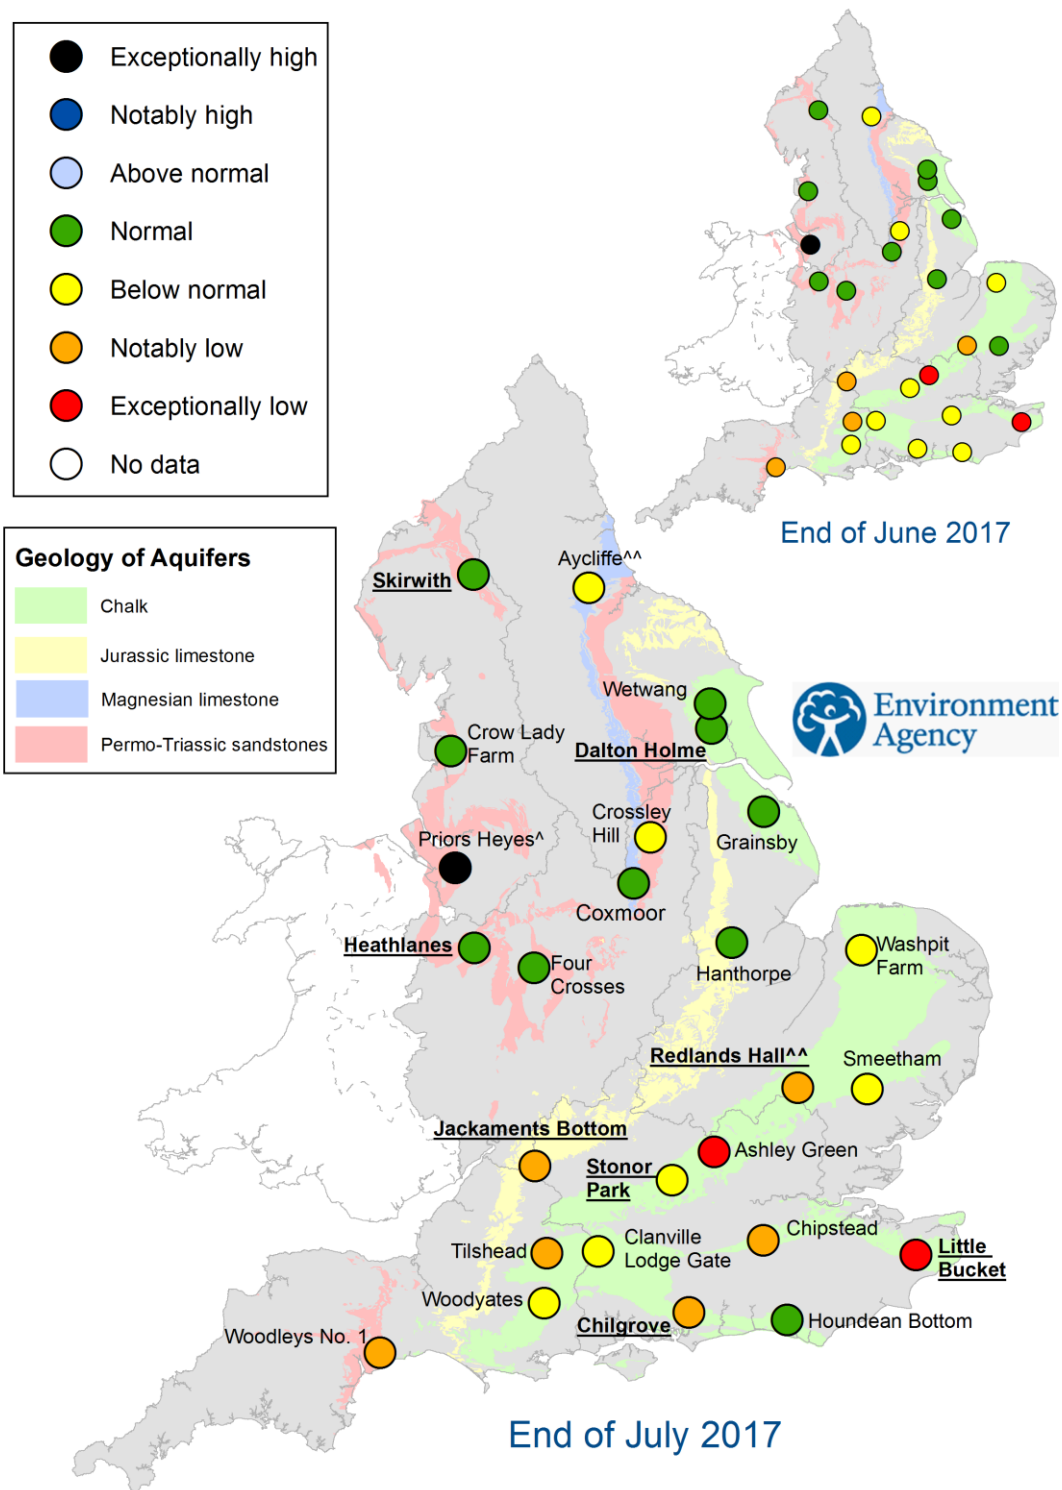 Exceptionally high
Notably high
Above normal
Normal
Below normal
Notably low
Exceptionally low
No data
End of June 2017
Geology of Aquifers
Chalk
Jurassic limestone
Magnesian limestone
Permo-Triassic sandstones
Environment
Agency
Aycliffe^^
Skirwith
Wetwang
Crow Lady
Farm
Dalton Holme
Crossley
Hill
Grainsby
Priors Heyes^
Coxmoor
Heathlanes
Four
Crosses
Hanthorpe
Washpit
Farm
Redlands Hall^^
Smeetham
Jackaments Bottom
Ashley Green
Stonor
Park
Chipstead
Clanville
Lodge Gate
Tilshead
Little
Bucket
Woodyates
Chilgrove
Houndean Bottom
Woodleys No. 1
End of July 2017